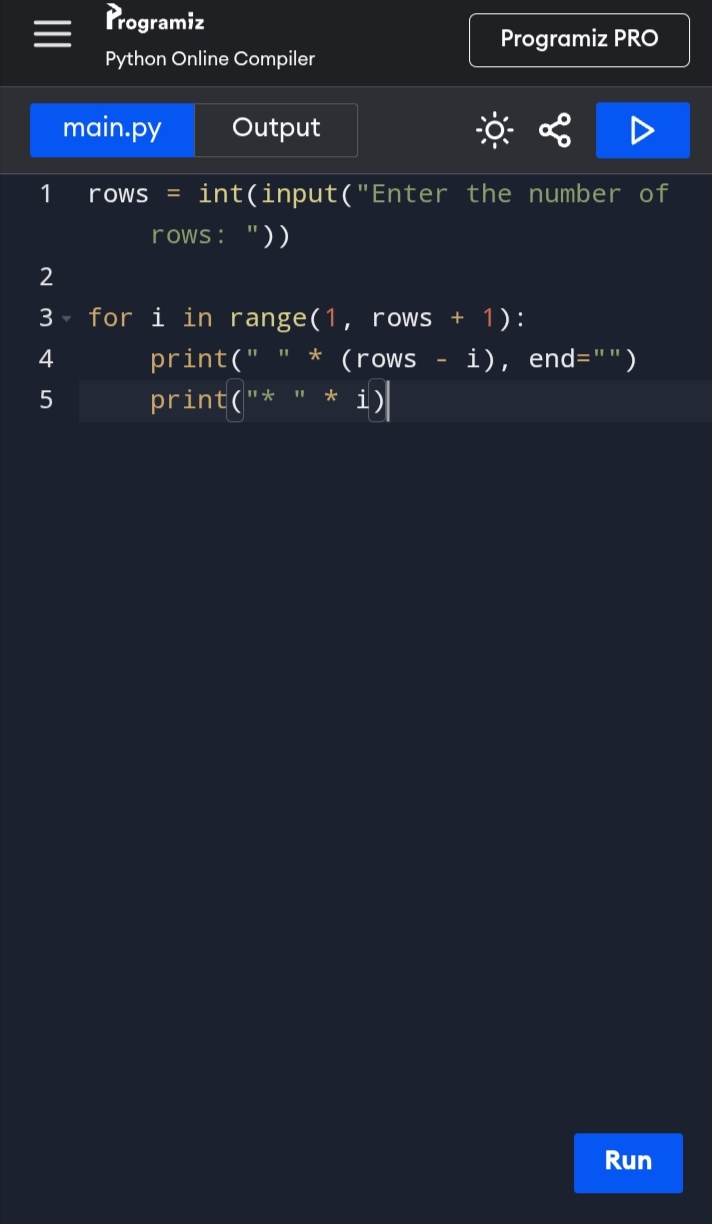 Programiz
Python Online Compiler
Programiz PRO
main.py
Output
1 rows = int(input("Enter the number of
rows: "))
2
3 for i in range(1, rows + 1):
4     print(" " * (rows - i), end="")
5     print("* " * i)
Run